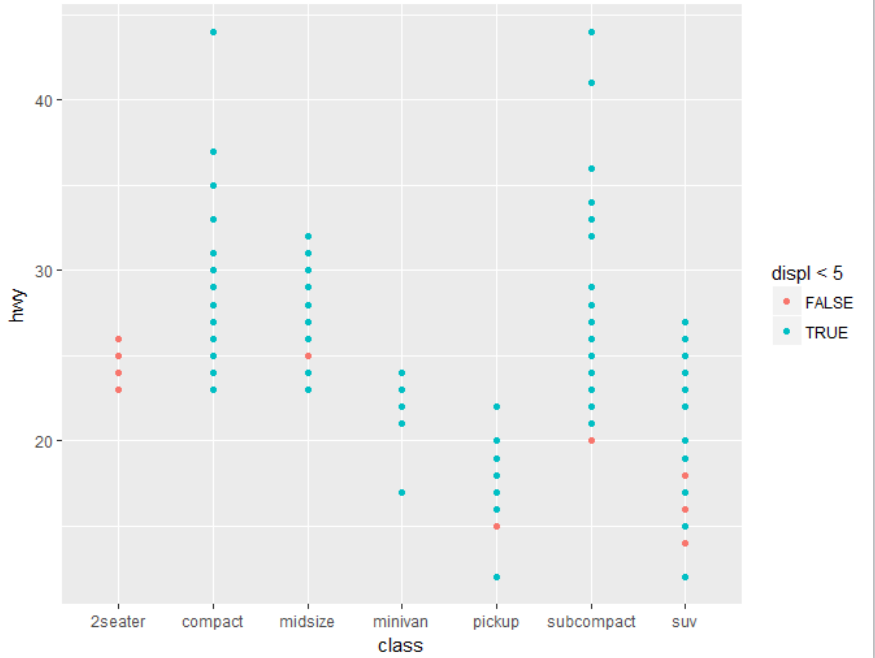 40
30
20
hwy
2seater compact midsize minivan pickup subcompact suv
class
displ < 5
FALSE
TRUE